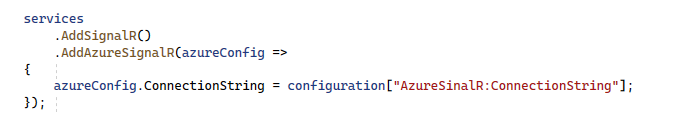 services
.AddSignalR()
.AddAzureSignalR(azureConfig =>
{
azureConfig.ConnectionString = configuration["AzureSinalR:ConnectionString"];
});